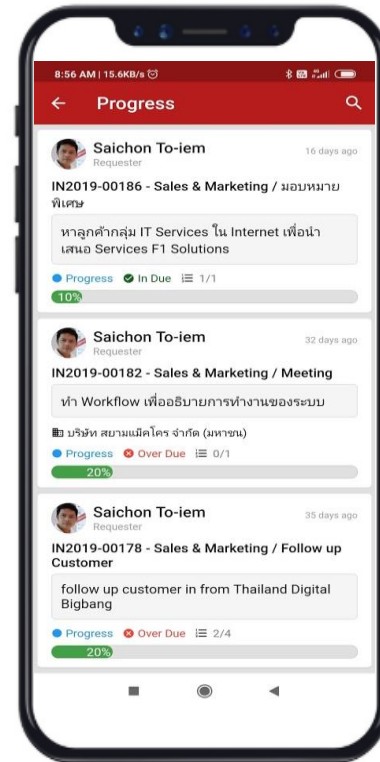 8:56 AM | 15.6KB/s
Progress
Saichon To-iem
16 days ago
Requester
IN2019-00186 - Sales & Marketing / มอบหมาย
พิเศษ
หาลูกค้ากลุ่ม IT Services ใน Internet เพื่อนำ
เสนอ Services F1 Solutions
Progress In Due 1/1
10%
Saichon To-iem
32 days ago
Requester
IN2019-00182 - Sales & Marketing / Meeting
ทำ Workflow เพื่ออธิบายการทำงานของระบบ
บริษัท สยามแม็คโคร จำกัด (มหาชน)
Progress Over Due 0/1
20%
Saichon To-iem
35 days ago
Requester
IN2019-00178 - Sales & Marketing / Follow up
Customer
follow up customer in from Thailand Digital
Bigbang
Progress Over Due 2/4
20%